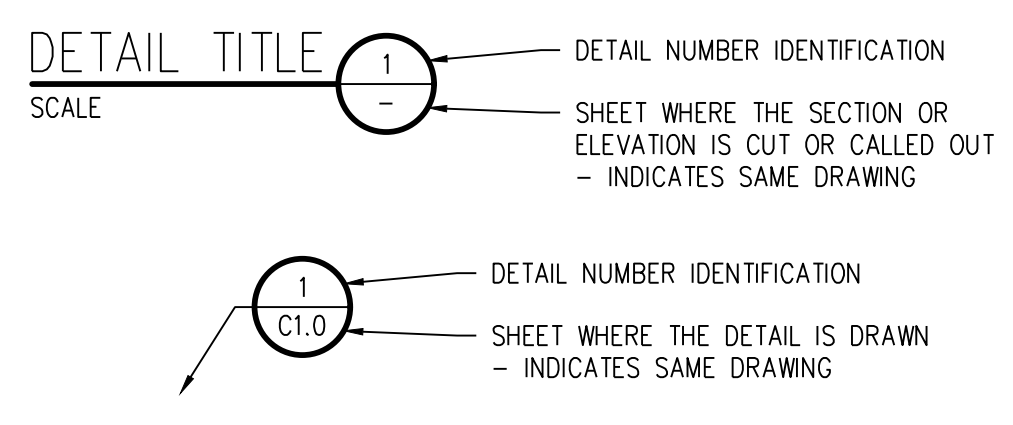 DETAIL TITLE
SCALE
1
-
DETAIL NUMBER IDENTIFICATION
SHEET WHERE THE SECTION OR
ELEVATION IS CUT OR CALLED OUT
- INDICATES SAME DRAWING
1
C1.0
DETAIL NUMBER IDENTIFICATION
SHEET WHERE THE DETAIL IS DRAWN
- INDICATES SAME DRAWING